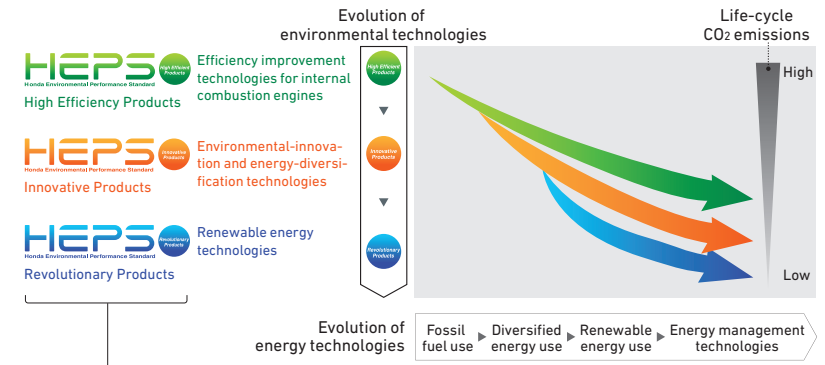 Evolution of
environmental technologies
Life-cycle
CO2 emissions
HEPS
High Efficient
Products
Honda Environmental Performance Standard
High Efficiency Products
Efficiency improvement
technologies for internal
combustion engines
High Efficient
Products
High
HEPS
Innovative
Products
Honda Environmental Performance Standard
Innovative Products
Environmental-innova-
tion and energy-diversi-
fication technologies
Innovative
Products
HEPS
Revolutionary
Products
Honda Environmental Performance Standard
Revolutionary Products
Renewable energy
technologies
Revolutionary
Products
Low
Evolution of
energy technologies
Fossil
fuel use
Diversified
energy use
Renewable
energy use
Energy management
technologies